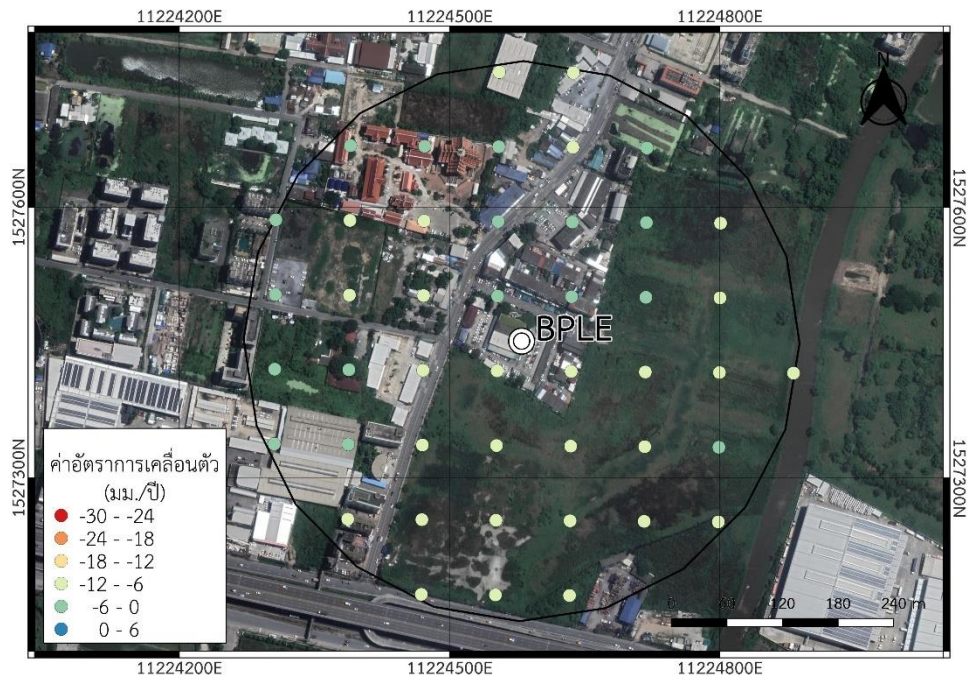 11224200E 11224500E 11224800E
N
1527600N 1527600N
BPLE
ค่าอัตราการเคลื่อนตัว
(มม./ปี)
-30 - -24
-24 - -18
-18 - -12
-12 - -6
-6 - 0
0 - 6
1527300N 1527300N
0 60 120 180 240 m
11224200E 11224500E 11224800E